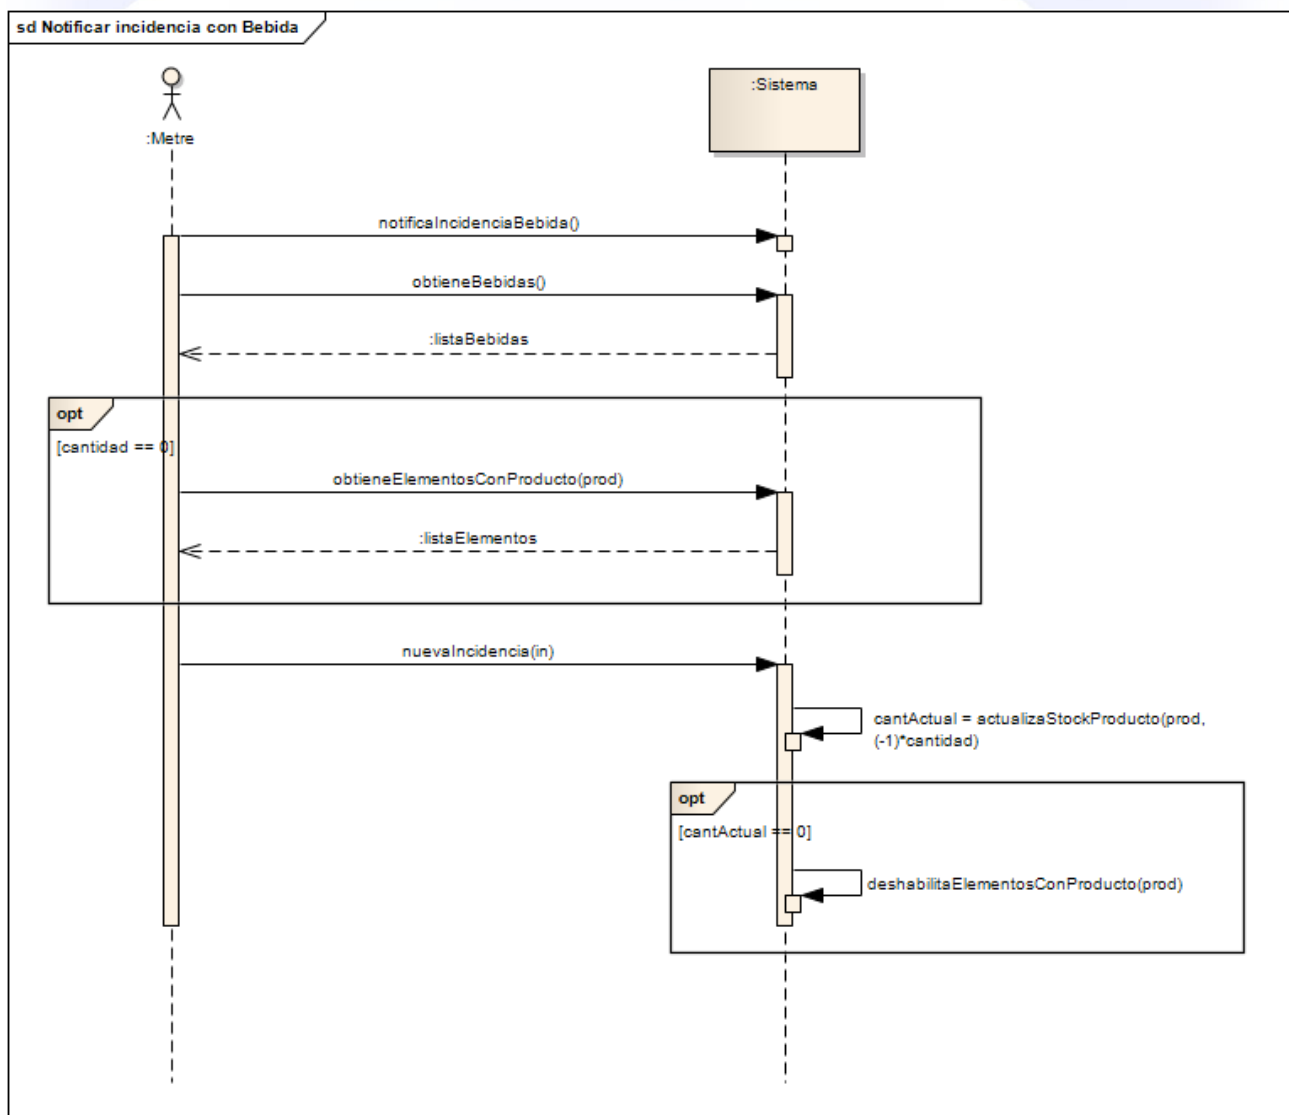 sd Notificar incidencia con Bebida
:Metre
:Sistema
notificaIncidenciaBebida()
obtieneBebidas()
:listaBebidas
opt
[cantidad == 0]
obtieneElementosConProducto(prod)
:listaElementos
nuevaIncidencia(in)
cantActual = actualizaStockProducto(prod,
(-1)*cantidad)
opt
[cantActual == 0]
deshabilitaElementosConProducto(prod)